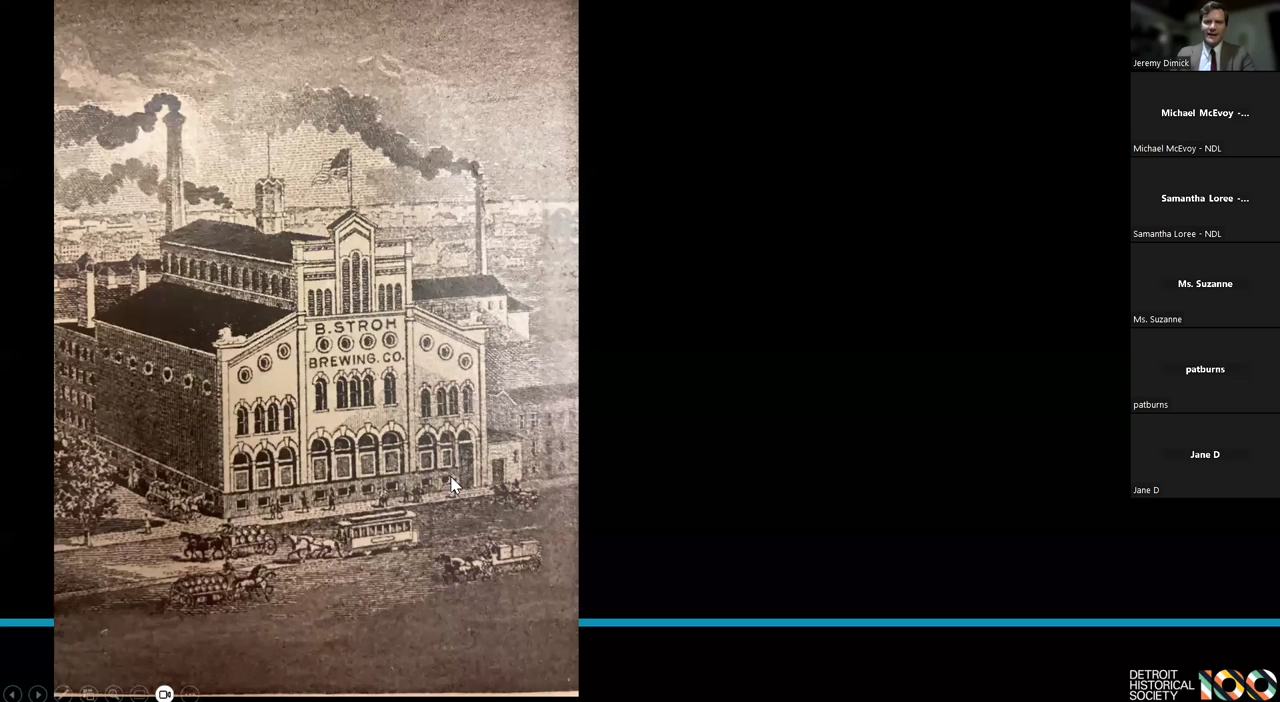 B. STROH
BREWING. CO.
Jeremy Dimick
Michael McEvoy -...
Michael McEvoy - NDL
Samantha Loree -...
Samantha Loree - NDL
Ms. Suzanne
Ms. Suzanne
patburns
patburns
Jane D
Jane D
DETROIT
HISTORICAL
SOCIETY
100